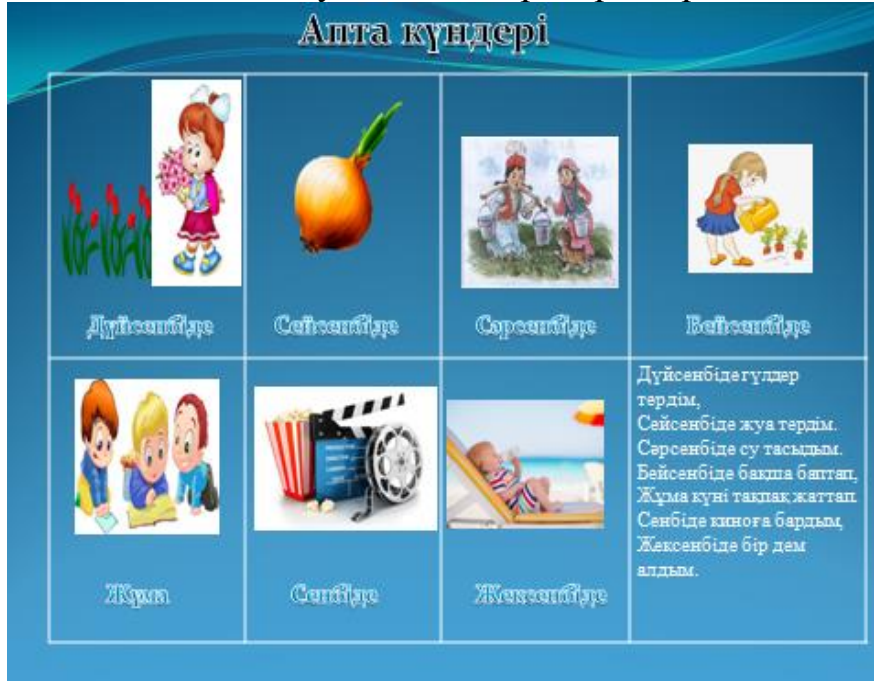 Апта күндері
Дүйсенбіде
Сейсенбіде
Сәрсенбіде
Бейсенбіде
Жұма
Сенбіде
Жексенбіде
Дүйсенбіде гүлдер
тердім,
Сейсенбіде жуа тердім.
Сәрсенбіде су тасыдым.
Бейсенбіде бақша баптап,
Жұма күні тақпақ жаттап.
Сенбіде киноға бардым,
Жексенбіде бір дем
алдым.